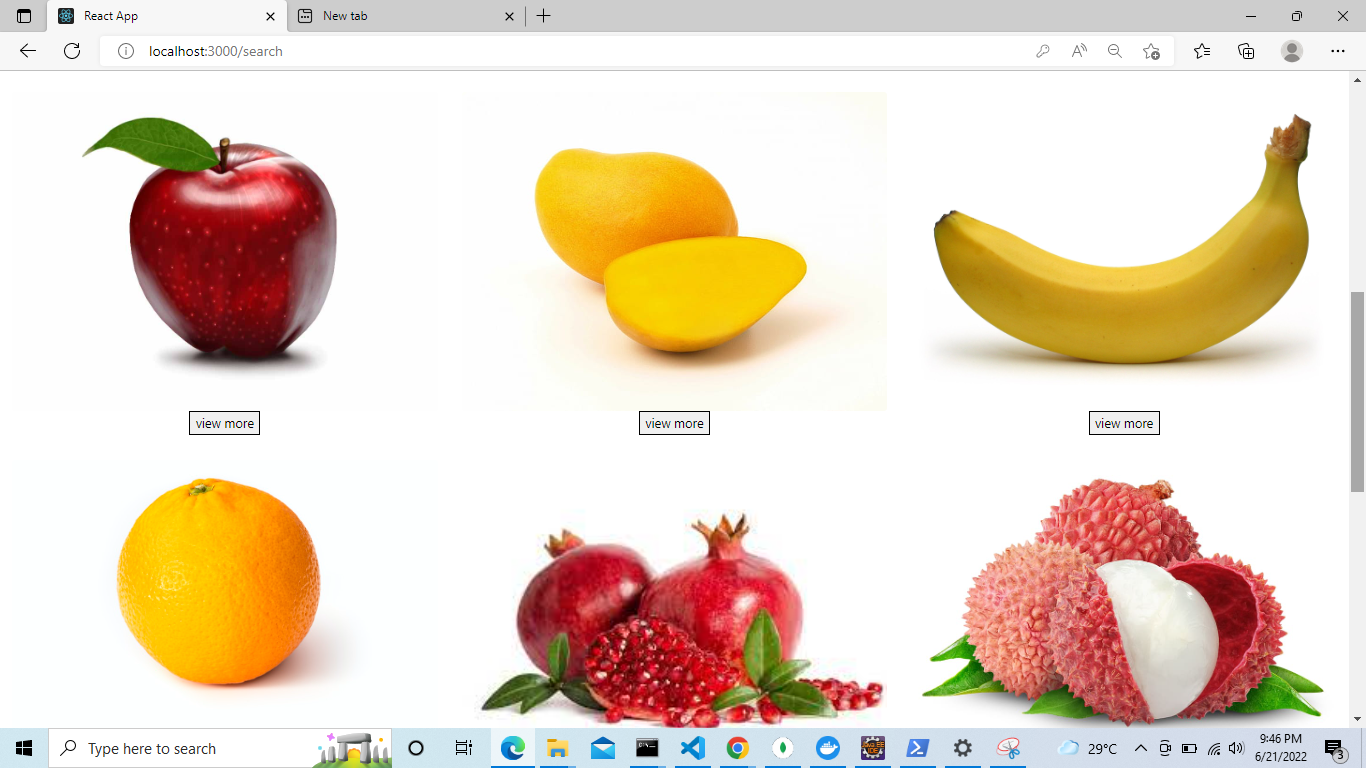 React App
New tab
localhost:3000/search
view more
view more
view more
Type here to search
29°C
9:46 PM
6/21/2022
3